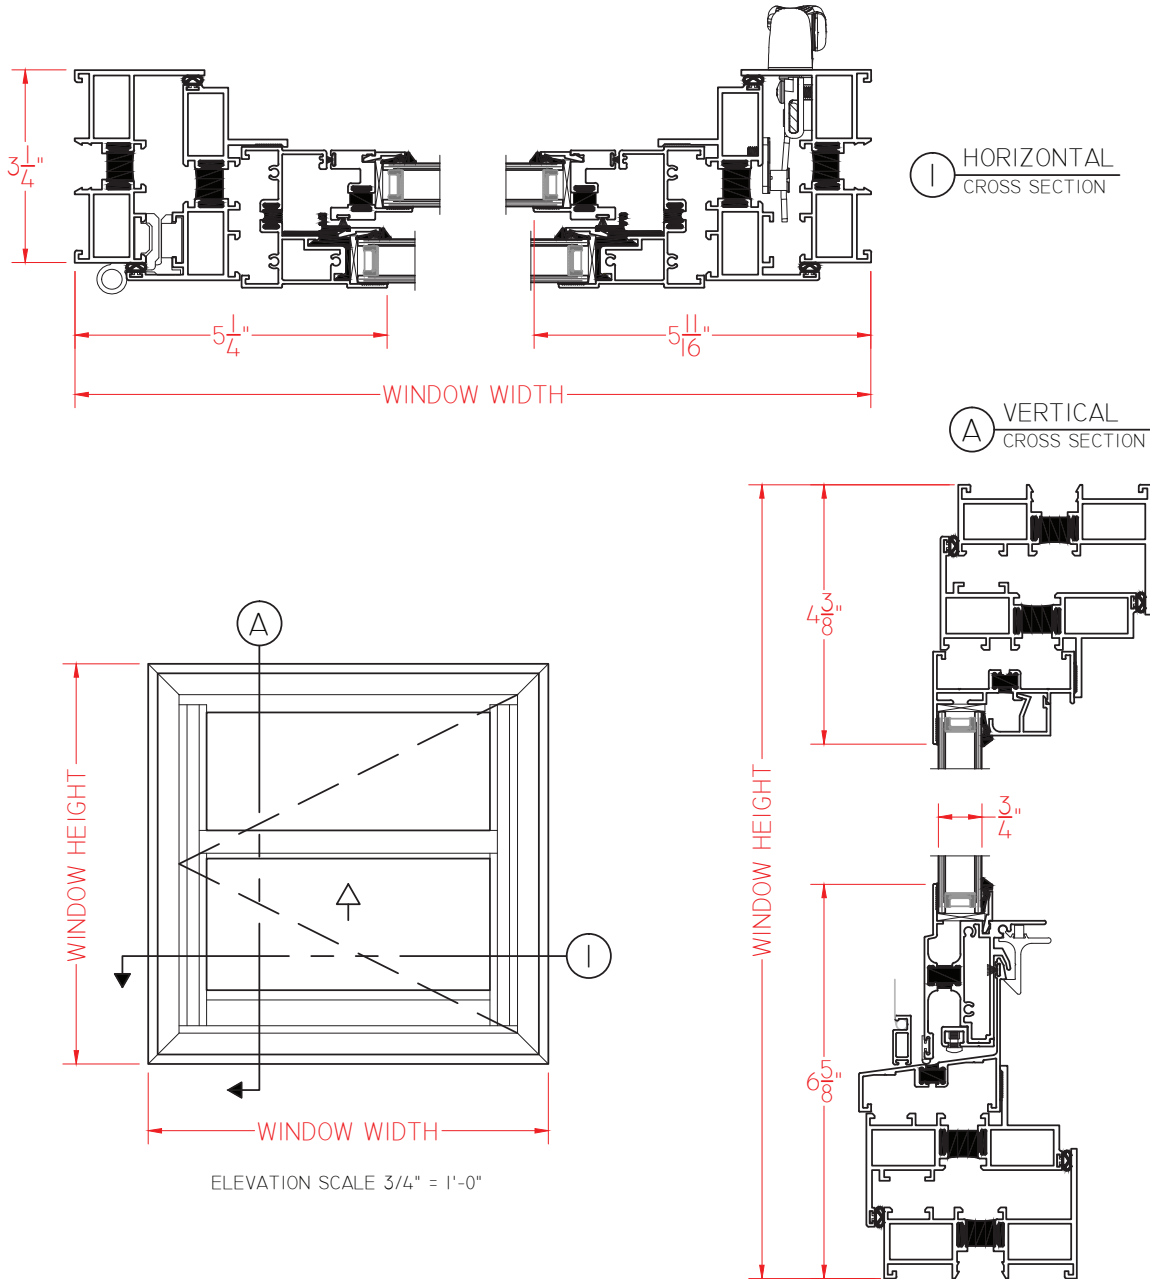 3 1/4"
I HORIZONTAL
CROSS SECTION
5 1/4"
5 11/16"
WINDOW WIDTH
A VERTICAL
CROSS SECTION
4 3/8"
A
WINDOW HEIGHT
WINDOW HEIGHT
3/4"
I
6 5/8"
WINDOW WIDTH
ELEVATION SCALE 3/4" = 1'-0"